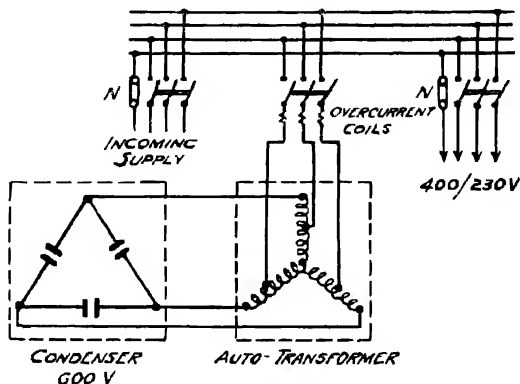 N
INCOMING
SUPPLY
OVERCURRENT
COILS
N
400/230V
CONDENSER
600 V
AUTO-TRANSFORMER